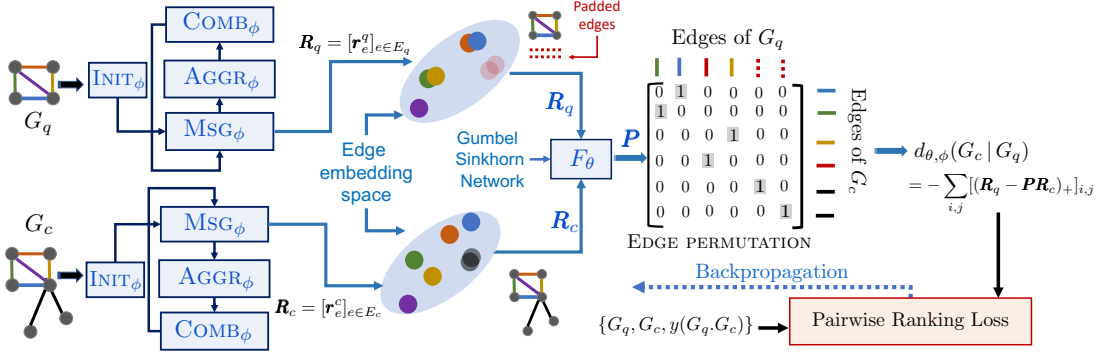 G_q
INIT_ϕ
COMB_ϕ
AGGR_ϕ
MSG_ϕ
R_q = [r_e^q]_{e∈E_q}
Padded
edges
R_q
Edge
embedding
space
Gumbel
Sinkhorn
Network
F_θ
P
Edges of G_q
0 1 0 0 0 0
1 0 0 0 0 0
0 0 0 1 0 0
0 0 1 0 0 0
0 0 0 0 1 0
0 0 0 0 0 1
EDGE PERMUTATION
Edges of G_c
d_{θ,ϕ}(G_c | G_q)
= −∑_{i,j}[(R_q − PR_c)_+]_{i,j}
G_c
INIT_ϕ
MSG_ϕ
AGGR_ϕ
COMB_ϕ
R_c = [r_e^c]_{e∈E_c}
R_c
Backpropagation
{G_q, G_c, y(G_q.G_c)}
Pairwise Ranking Loss